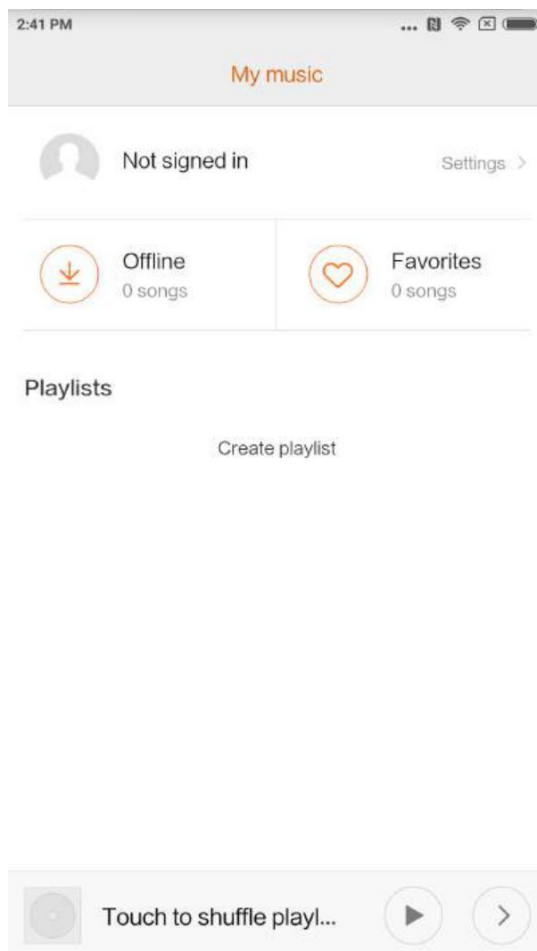 2:41 PM ...
My music
Not signed in Settings
Offline Favorites
0 songs 0 songs
Playlists
Create playlist
Touch to shuffle playl...